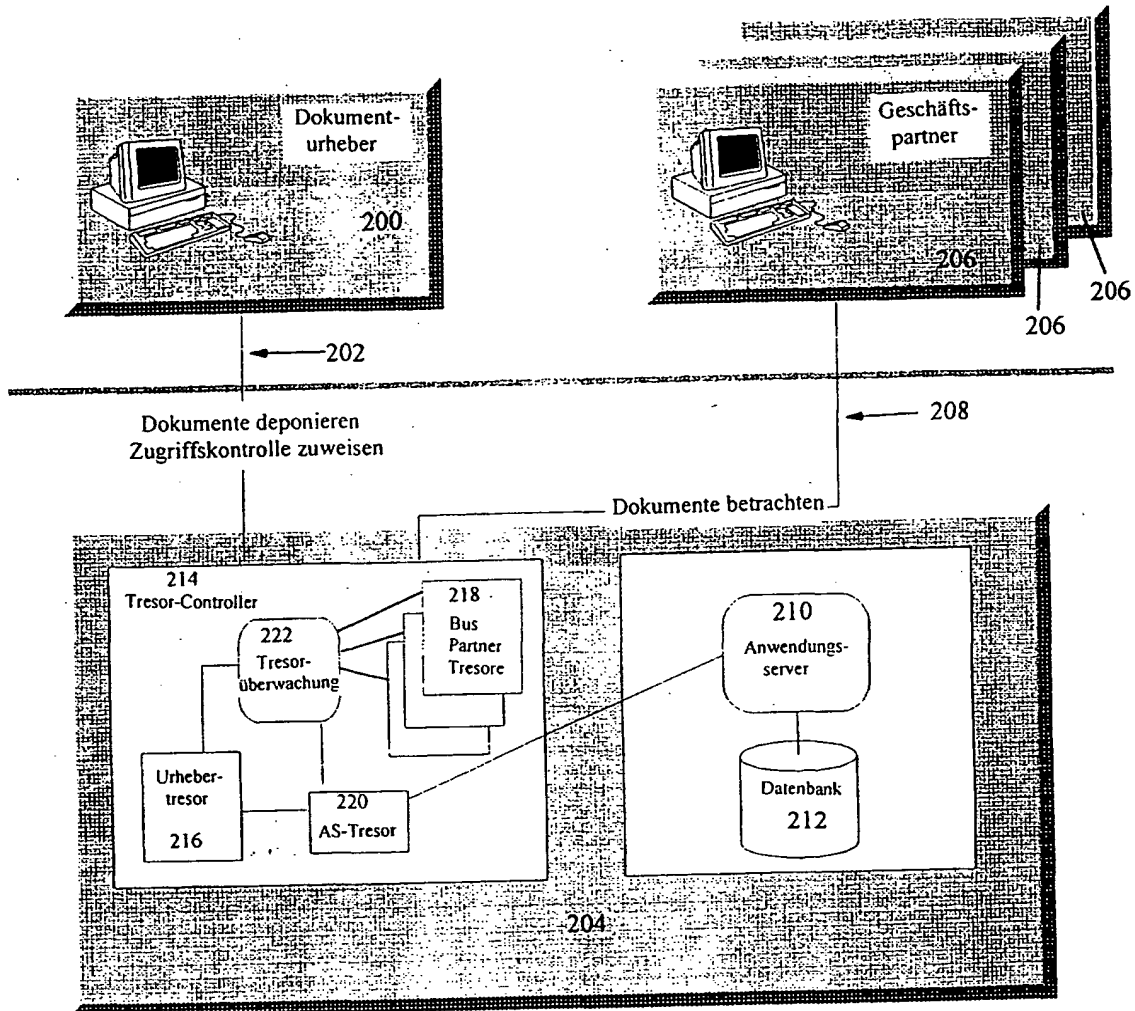 Dokument-
urheber
200
Geschäfts-
partner
206
206
206
202
208
Dokumente deponieren
Zugriffskontrolle zuweisen
Dokumente betrachten
214
Tresor-Controller
222
Tresor-
überwachung
218
Bus
Partner
Tresore
Urheber-
tresor
216
220
AS-Tresor
210
Anwendungs-
server
Datenbank
212
204